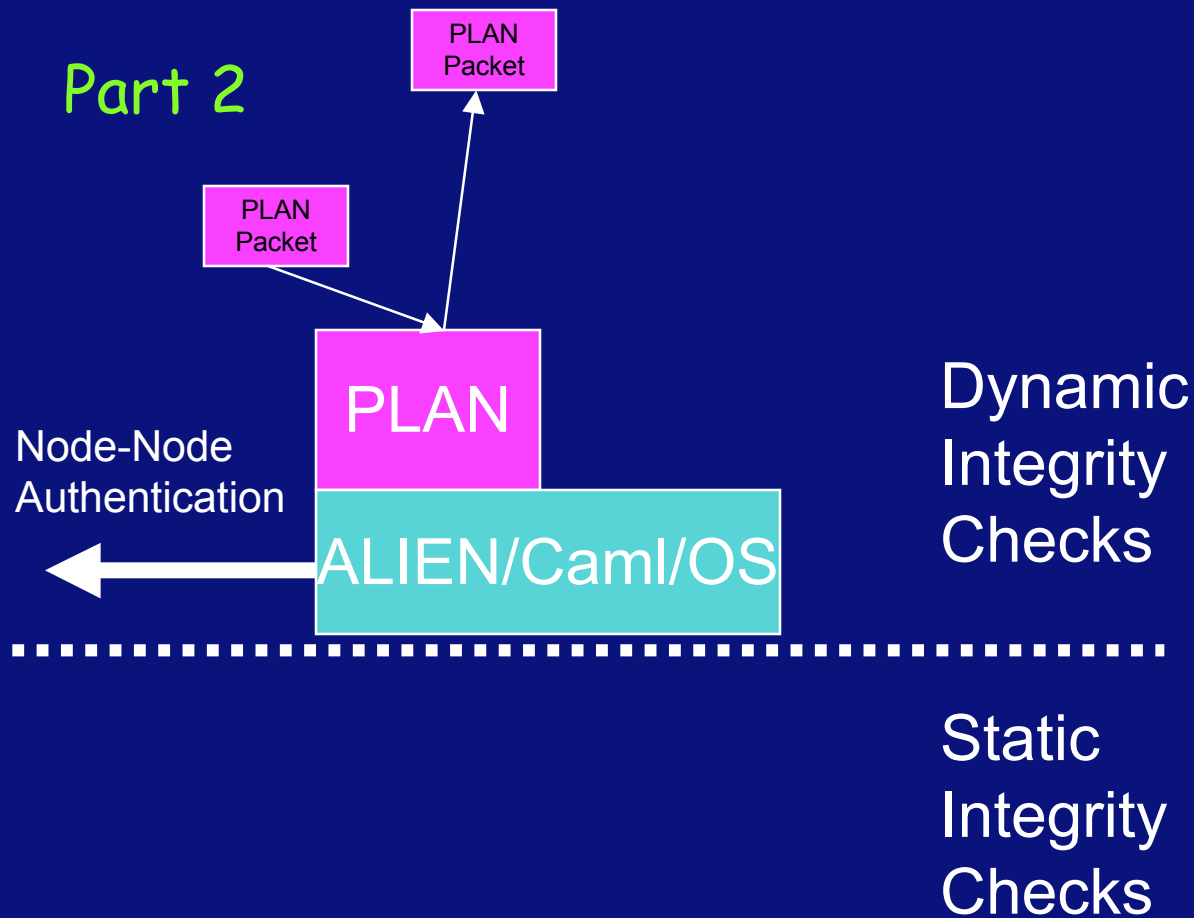 Part 2
PLAN
Packet
PLAN
Packet
PLAN
Node-Node
Authentication
ALIEN/Caml/OS
Dynamic
Integrity
Checks
Static
Integrity
Checks